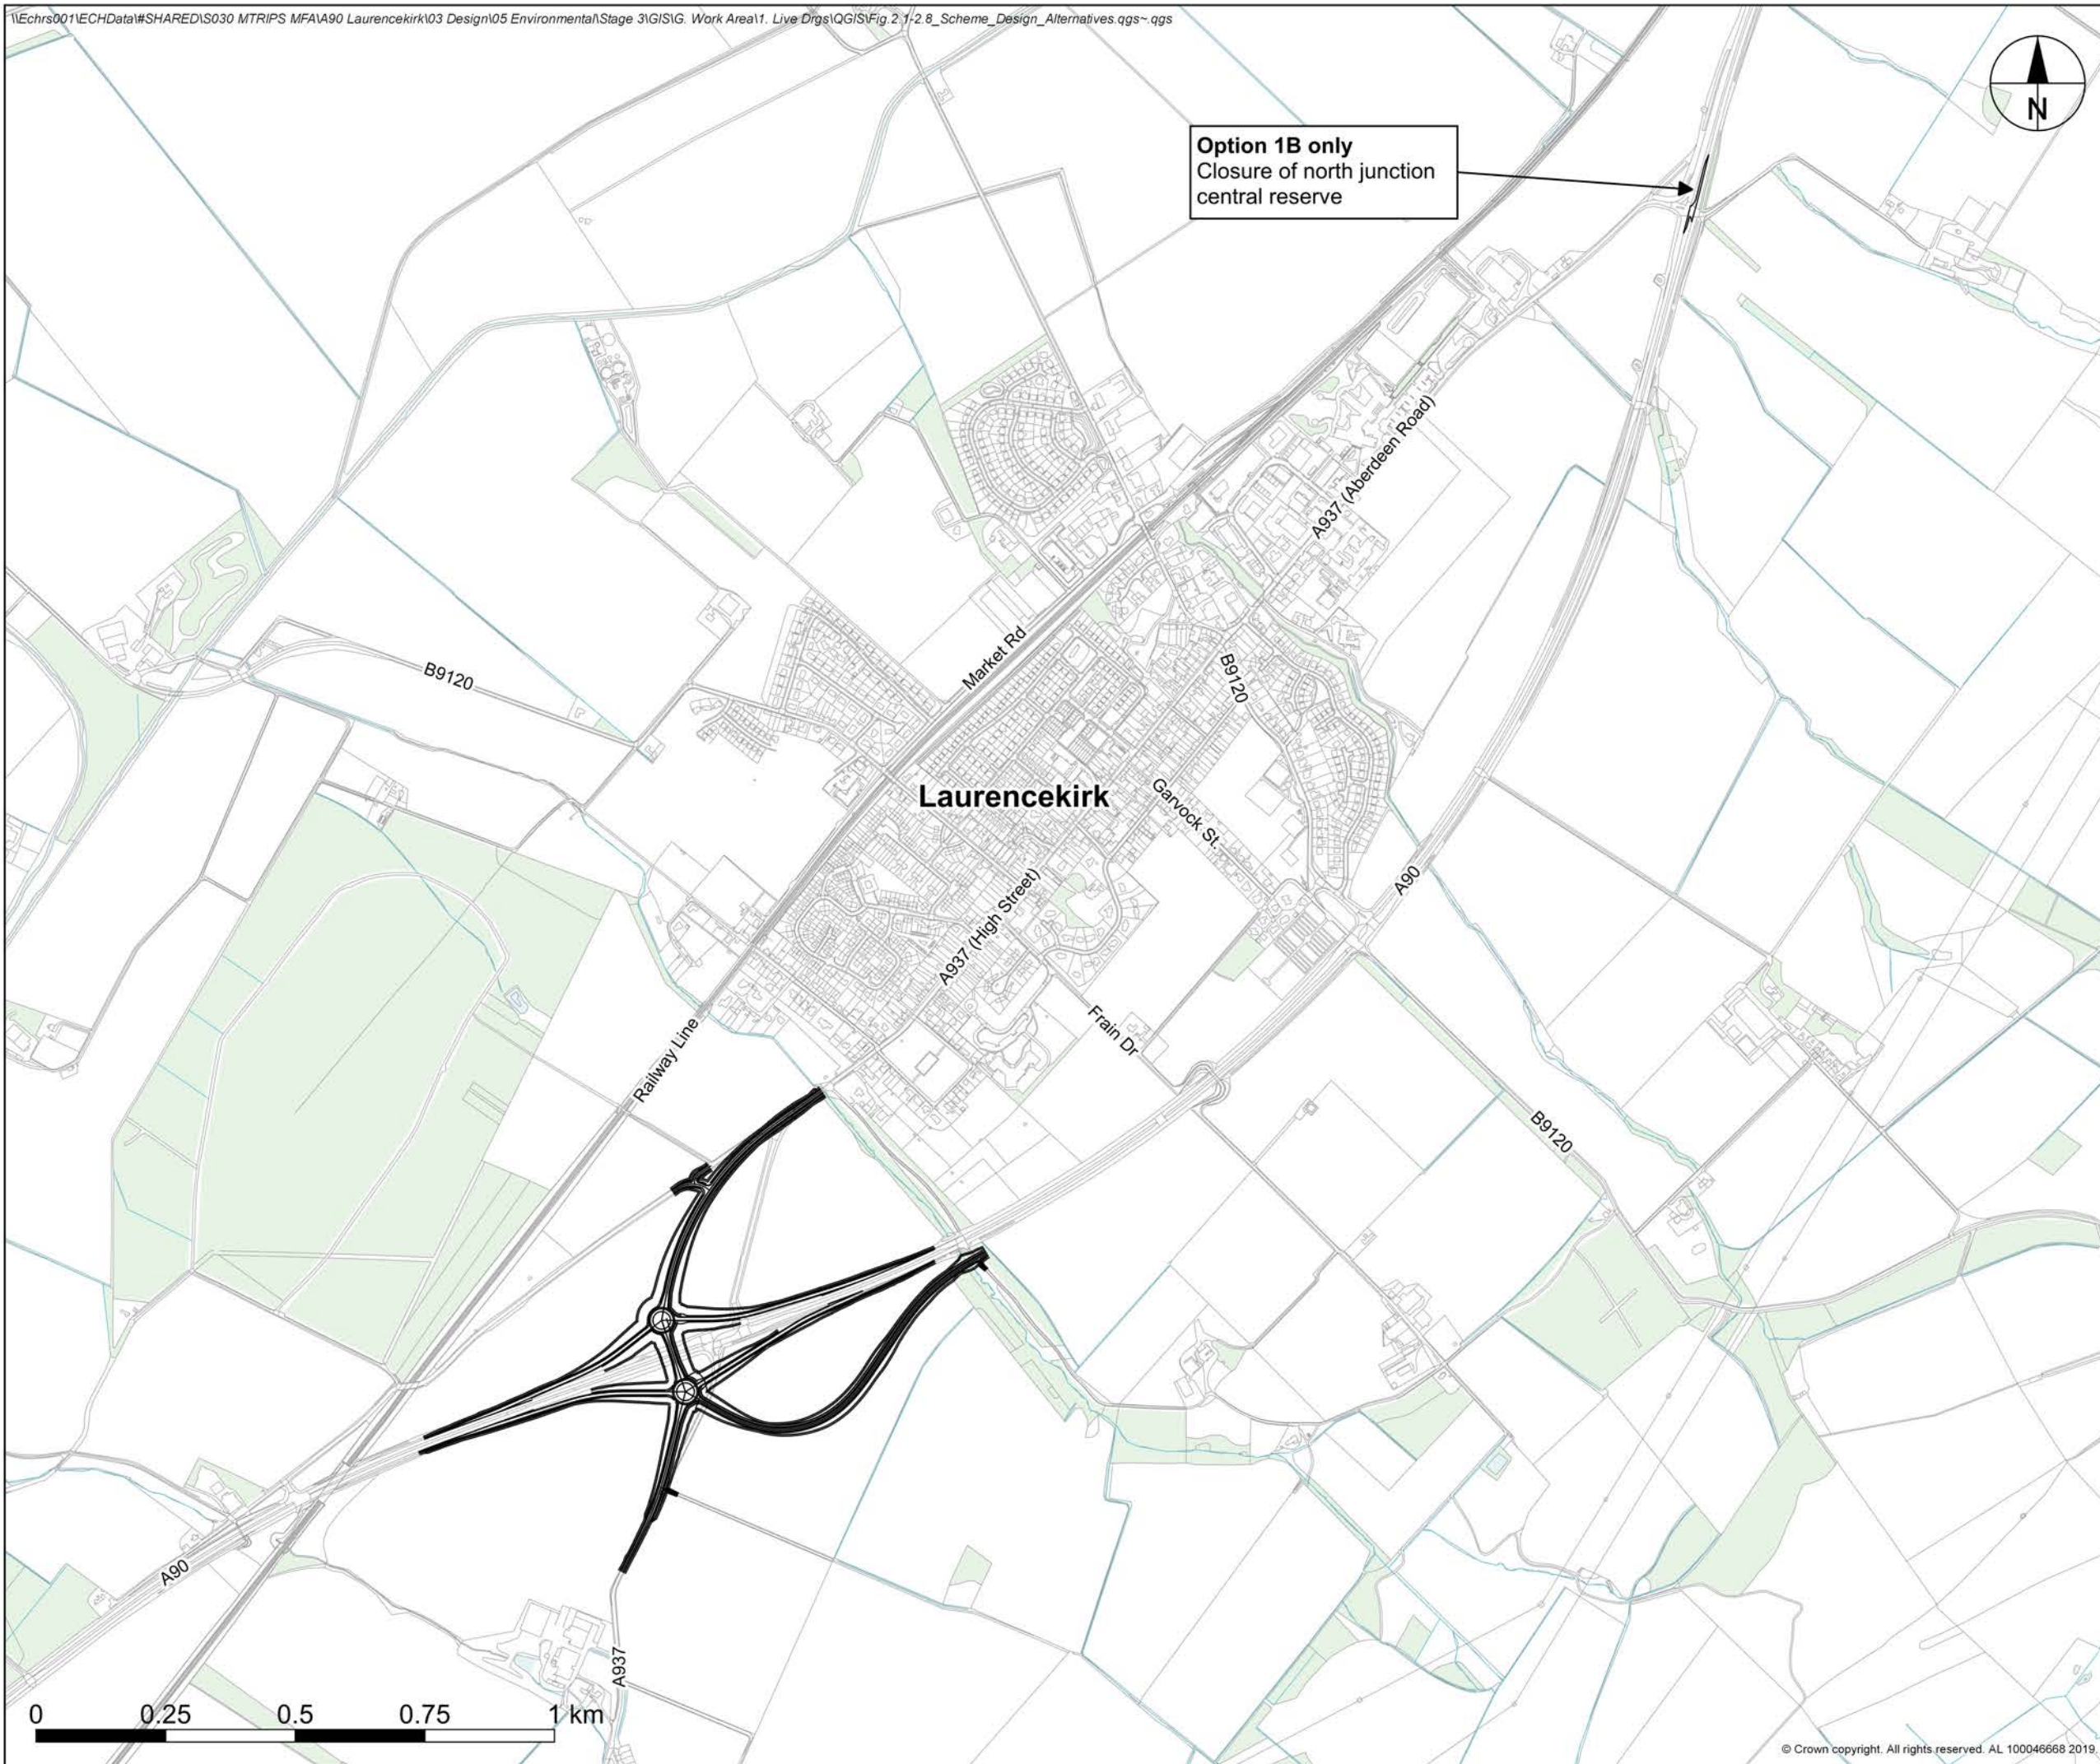 \\Echrs001\ECHData\#SHARED\S030 MTRIPS MFA\A90 Laurencekirk\03 Design\05 Environmental\Stage 3\GIS\G. Work Area\1. Live Drgs\QGIS\Fig.2.1-2.8_Scheme_Design_Alternatives.qgs~.qgs
N
Option 1B only
Closure of north junction
central reserve
A937 (Aberdeen Road)
Market Rd
B9120
B9120
Laurencekirk
Garvock St.
A90
A937 (High Street)
Frain Dr
Railway Line
B9120
A90
A937
0 0.25 0.5 0.75 1 km
© Crown copyright. All rights reserved. AL 100046668 2019